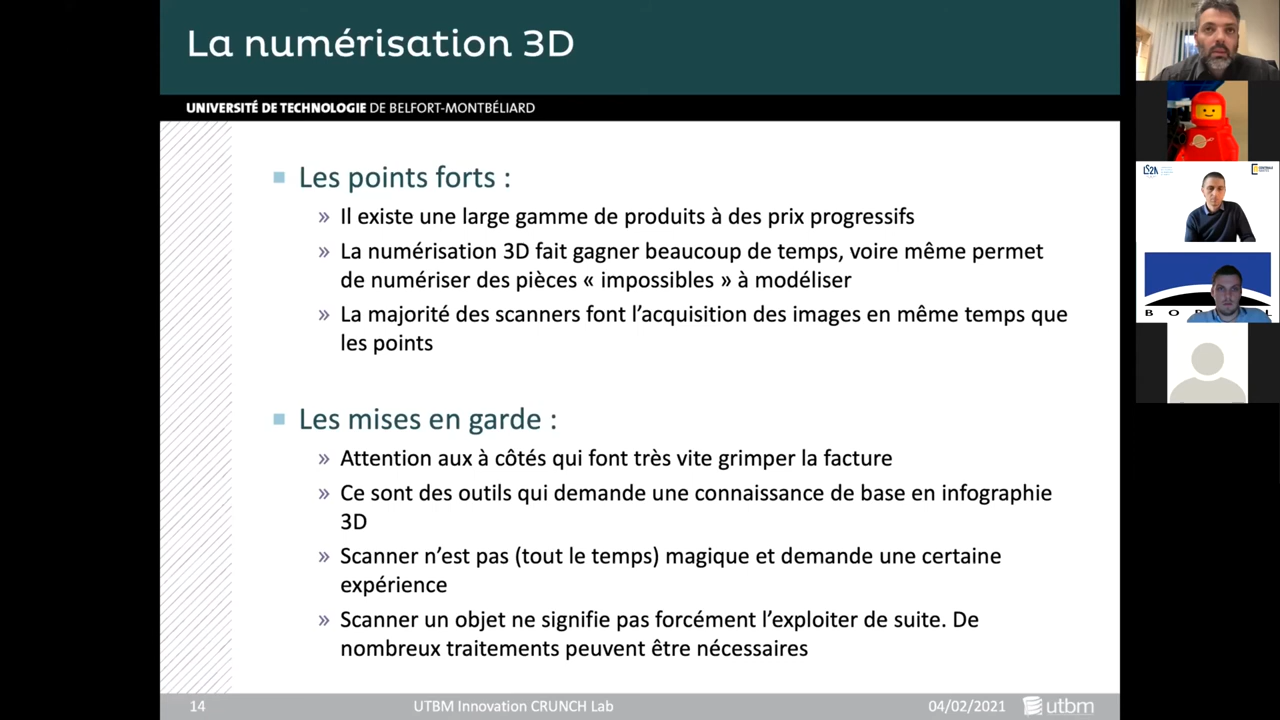 La numérisation 3D
UNIVERSITÉ DE TECHNOLOGIE DE BELFORT-MONTBÉLIARD
Les points forts :
» Il existe une large gamme de produits à des prix progressifs
» La numérisation 3D fait gagner beaucoup de temps, voire même permet
de numériser des pièces « impossibles » à modéliser
» La majorité des scanners font l’acquisition des images en même temps que
les points
Les mises en garde :
» Attention aux à côtés qui font très vite grimper la facture
» Ce sont des outils qui demande une connaissance de base en infographie
3D
» Scanner n’est pas (tout le temps) magique et demande une certaine
expérience
» Scanner un objet ne signifie pas forcément l’exploiter de suite. De
nombreux traitements peuvent être nécessaires
14
UTBM Innovation CRUNCH Lab
04/02/2021
utbm